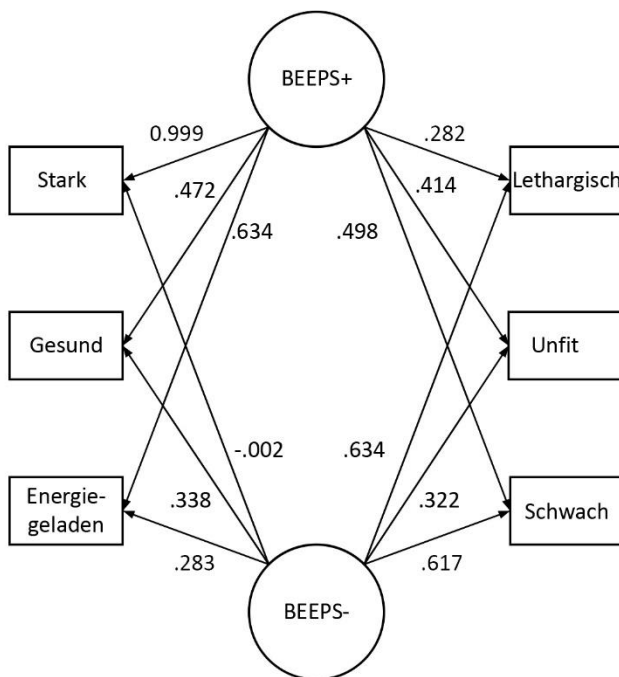 BEEPS+
0.999
.282
Stark
Lethargisch
.472
.414
.634
.498
Gesund
Unfit
-.002
.634
Energie-
geladen
.338
.322
Schwach
.283
.617
BEEPS-